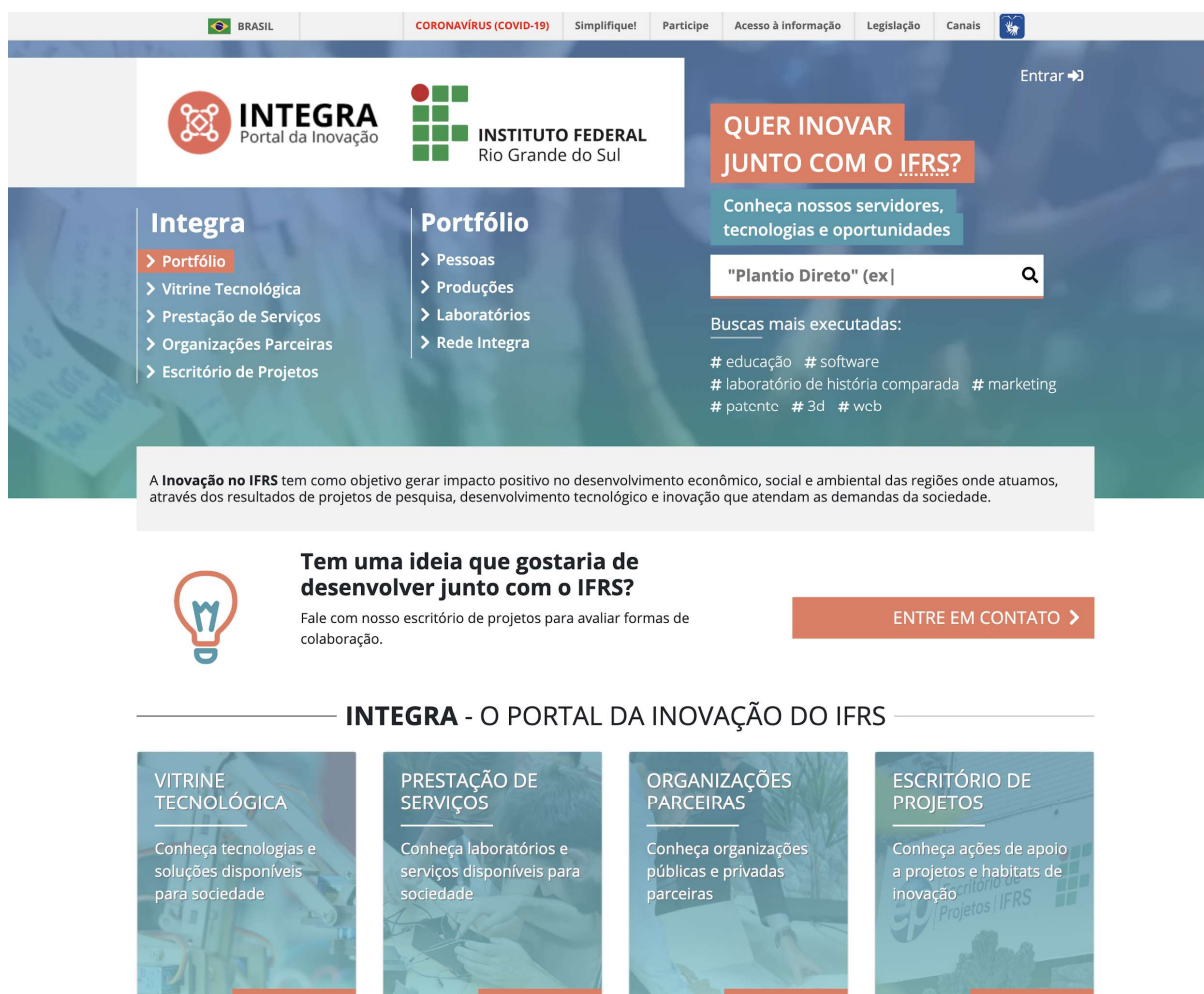 BRASIL
CORONAVÍRUS (COVID-19)
Simplifique!
Participe
Acesso à informação
Legislação
Canais
Entrar
INTEGRA
Portal da Inovação
INSTITUTO FEDERAL
Rio Grande do Sul
QUER INOVAR
JUNTO COM O IFRS?
Conheça nossos servidores,
tecnologias e oportunidades
"Plantio Direto" (ex|
Buscas mais executadas:
# educação # software
# laboratório de história comparada # marketing
# patente # 3d # web
Integra
Portfólio
Vitrine Tecnológica
Prestação de Serviços
Organizações Parceiras
Escritório de Projetos
Portfólio
Pessoas
Produções
Laboratórios
Rede Integra
A Inovação no IFRS tem como objetivo gerar impacto positivo no desenvolvimento econômico, social e ambiental das regiões onde atuamos,
através dos resultados de projetos de pesquisa, desenvolvimento tecnológico e inovação que atendam as demandas da sociedade.
Tem uma ideia que gostaria de
desenvolver junto com o IFRS?
Fale com nosso escritório de projetos para avaliar formas de
colaboração.
ENTRE EM CONTATO
INTEGRA - O PORTAL DA INOVAÇÃO DO IFRS
VITRINE
TECNOLÓGICA
Conheça tecnologias e
soluções disponíveis
para sociedade
PRESTAÇÃO DE
SERVIÇOS
Conheça laboratórios e
serviços disponíveis para
sociedade
ORGANIZAÇÕES
PARCEIRAS
Conheça organizações
públicas e privadas
parceiras
ESCRITÓRIO DE
PROJETOS
Conheça ações de apoio
a projetos e habitats de
inovação
Escritório de
Projetos | IFRS